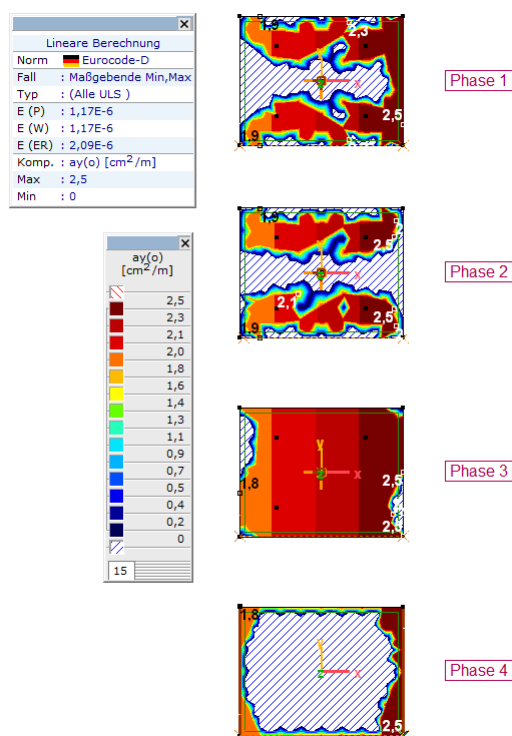 Lineare Berechnung
Norm Eurocode-D
Fall : Maßgebende Min,Max
Typ : (Alle ULS )
E (P) : 1,17E-6
E (W) : 1,17E-6
E (ER) : 2,09E-6
Komp. : ay(o) [cm²/m]
Max : 2,5
Min : 0
ay(o)
[cm²/m]
2,5
2,3
2,1
2,0
1,8
1,6
1,4
1,3
1,1
0,9
0,7
0,5
0,4
0,2
0
15
1,9
2,3
Y
x
2,5
1,9
Phase 1
1,9
2,5
Y
x
2,1
2,5
1,9
Phase 2
y
x
1,8
2,5
2,3
Phase 3
1,8
Y
z
x
2,5
Phase 4